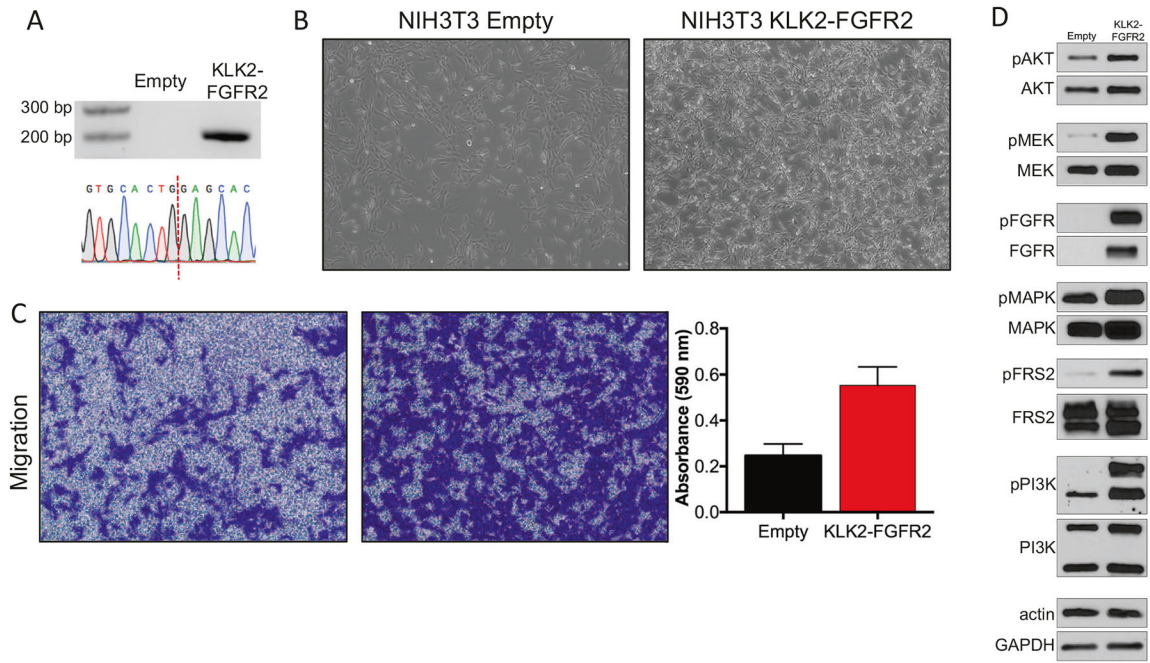 A
Empty
KLK2-
FGFR2
300 bp
200 bp
G T G C A C T G G A G C A C
B
NIH3T3 Empty
NIH3T3 KLK2-FGFR2
C
Migration
Absorbance (590 nm)
0.8
0.6
0.4
0.2
0.0
Empty
KLK2-FGFR2
D
Empty
KLK2-
FGFR2
pAKT
AKT
pMEK
MEK
pFGFR
FGFR
pMAPK
MAPK
pFRS2
FRS2
pPI3K
PI3K
actin
GAPDH